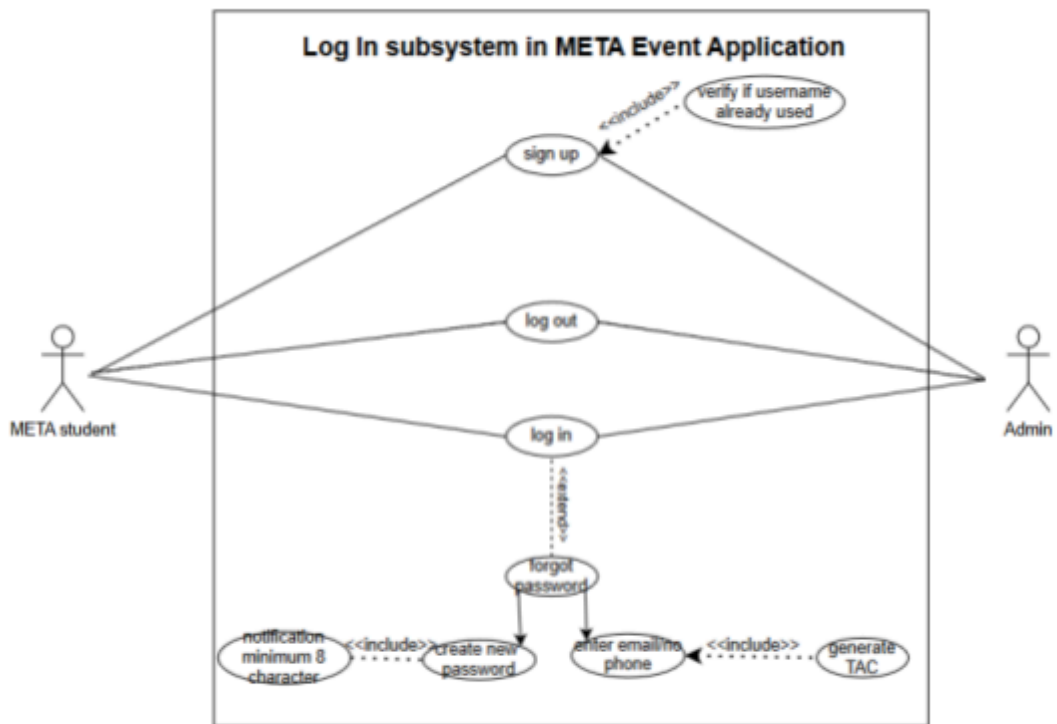 Log In subsystem in META Event Application
<<include>>
verify if username
already used
sign up
log out
META student
Admin
log in
<<extend>>
forgot
password
notification
minimum 8
character
<<include>>
create new
password
enter email/no
phone
<<include>>
generate
TAC